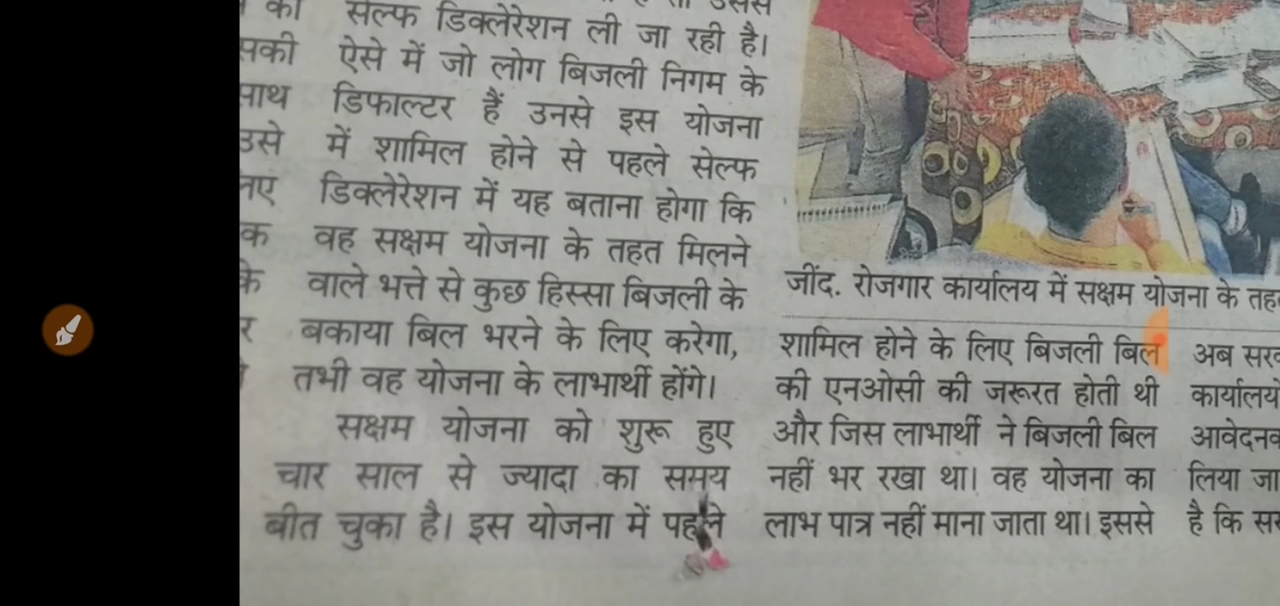 सेल्फ डिक्लेरेशन ली जा रही है।
ऐसे में जो लोग बिजली निगम के
डिफाल्टर हैं उनसे इस योजना
में शामिल होने से पहले सेल्फ
डिक्लेरेशन में यह बताना होगा कि
वह सक्षम योजना के तहत मिलने
वाले भत्ते से कुछ हिस्सा बिजली के
बकाया बिल भरने के लिए करेगा,
तभी वह योजना के लाभार्थी होंगे।
सक्षम योजना को शुरू हुए
चार साल से ज्यादा का समय
बीत चुका है। इस योजना में पहले
जींद. रोजगार कार्यालय में सक्षम योजना के
शामिल होने के लिए बिजली बिल
की एनओसी की जरूरत होती थी
और जिस लाभार्थी ने बिजली बिल
नहीं भर रखा था। वह योजना का
लाभ पात्र नहीं माना जाता था। इससे
अब
लिया जा
है कि